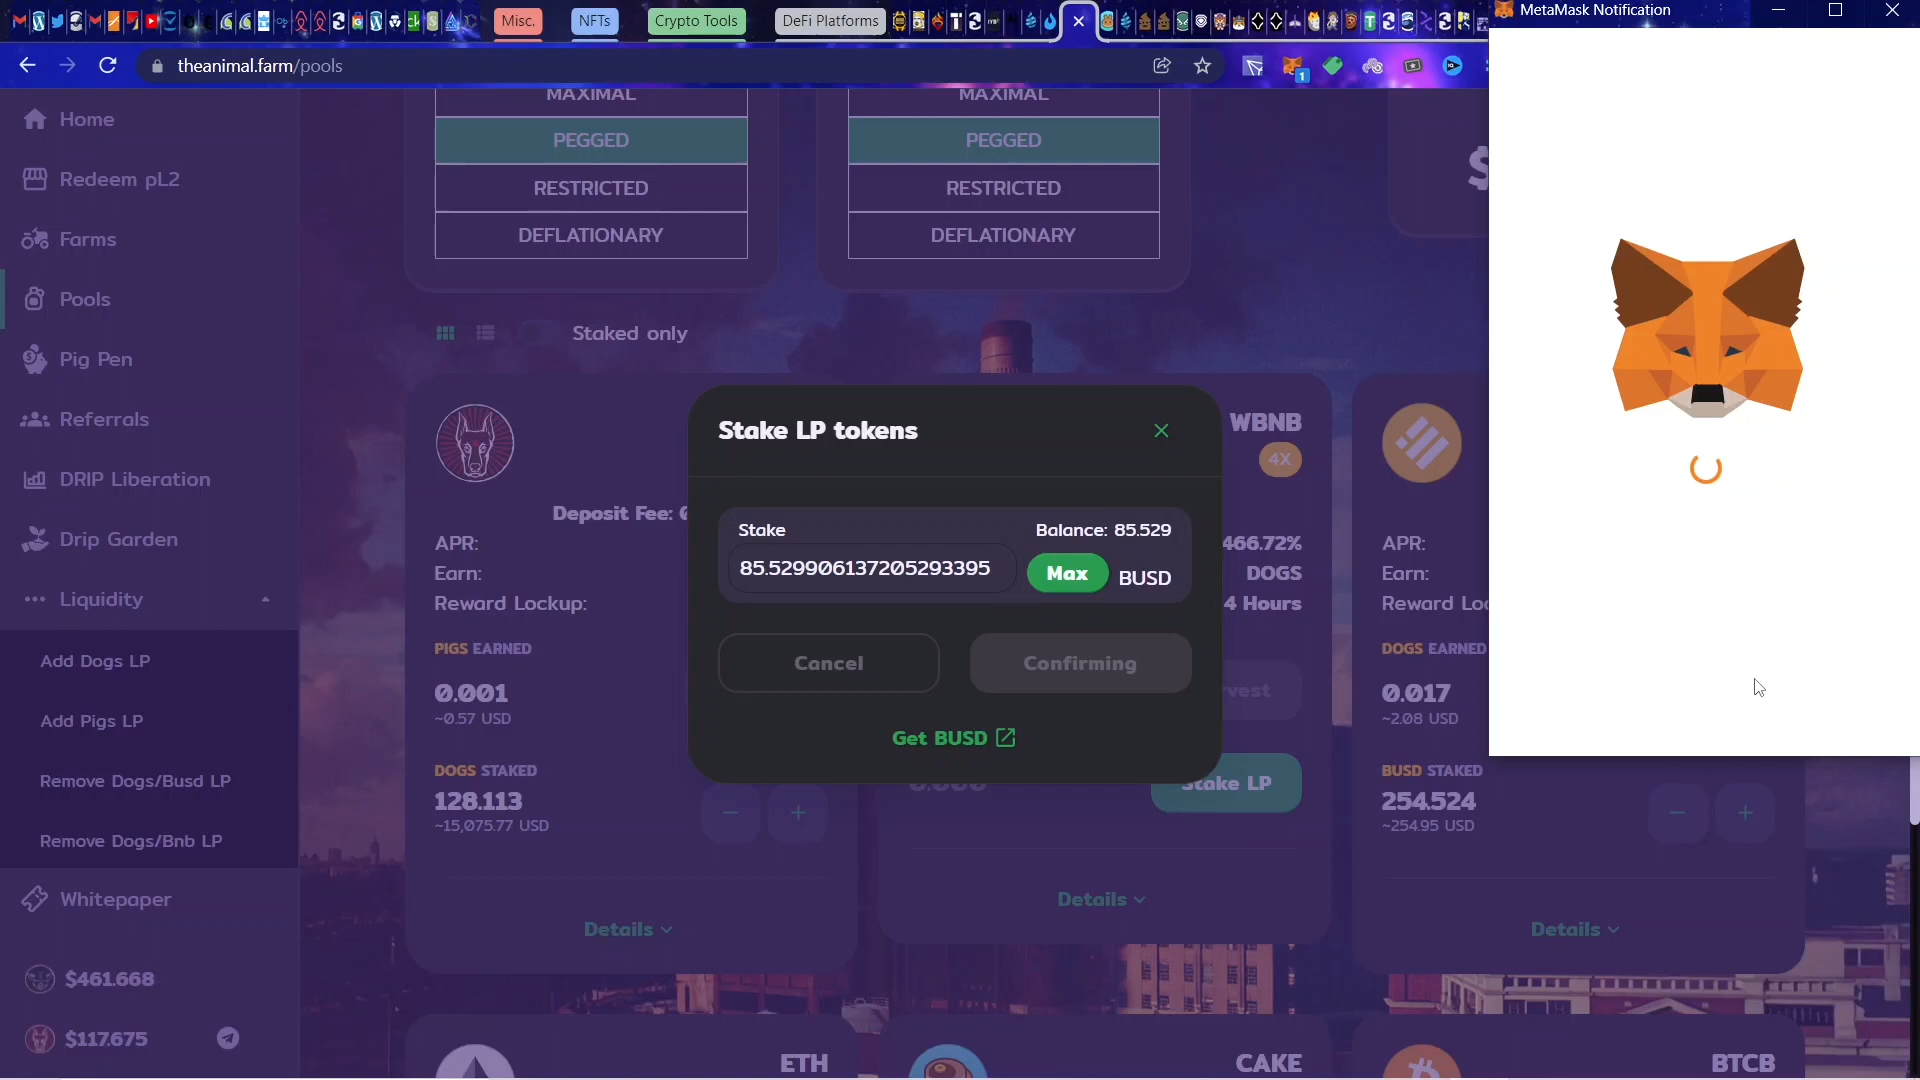 Misc.
NFTs
Crypto Tools
DeFi Platforms
MetaMask Notification
theanimal.farm/pools
1
Home
Redeem pL2
Farms
Pools
Pig Pen
Referrals
DRIP Liberation
Drip Garden
Liquidity
Add Dogs LP
Add Pigs LP
Remove Dogs/Busd LP
Remove Dogs/Bnb LP
Whitepaper
$461.668
$117.675
MAXIMAL
PEGGED
RESTRICTED
DEFLATIONARY
MAXIMAL
PEGGED
RESTRICTED
DEFLATIONARY
$
Staked only
Deposit Fee:
APR:
Earn:
Reward Lockup:
PIGS EARNED
0.001
~0.57 USD
DOGS STAKED
128.113
~15,075.77 USD
Details
Stake LP tokens
Stake
Balance: 85.529
85.529906137205293395
Max
BUSD
Cancel
Confirming
Get BUSD
WBNB
4X
466.72%
DOGS
4 Hours
Stake LP
Details
APR:
Earn:
Reward
DOGS EARNED
0.017
~2.08 USD
BUSD STAKED
254.524
~254.95 USD
Details
ETH
CAKE
BTCB